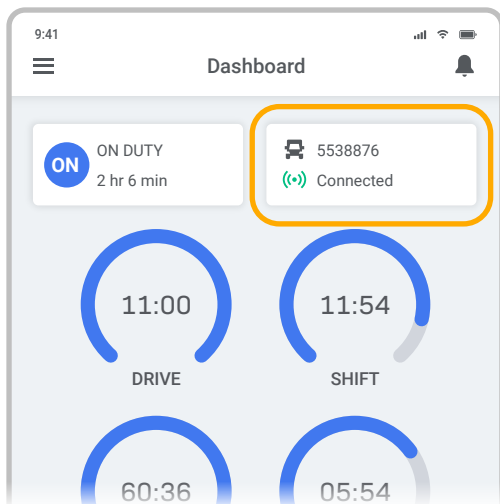 9:41
Dashboard
ON
ON DUTY
2 hr 6 min
5538876
Connected
11:00
DRIVE
11:54
SHIFT
60:36
05:54